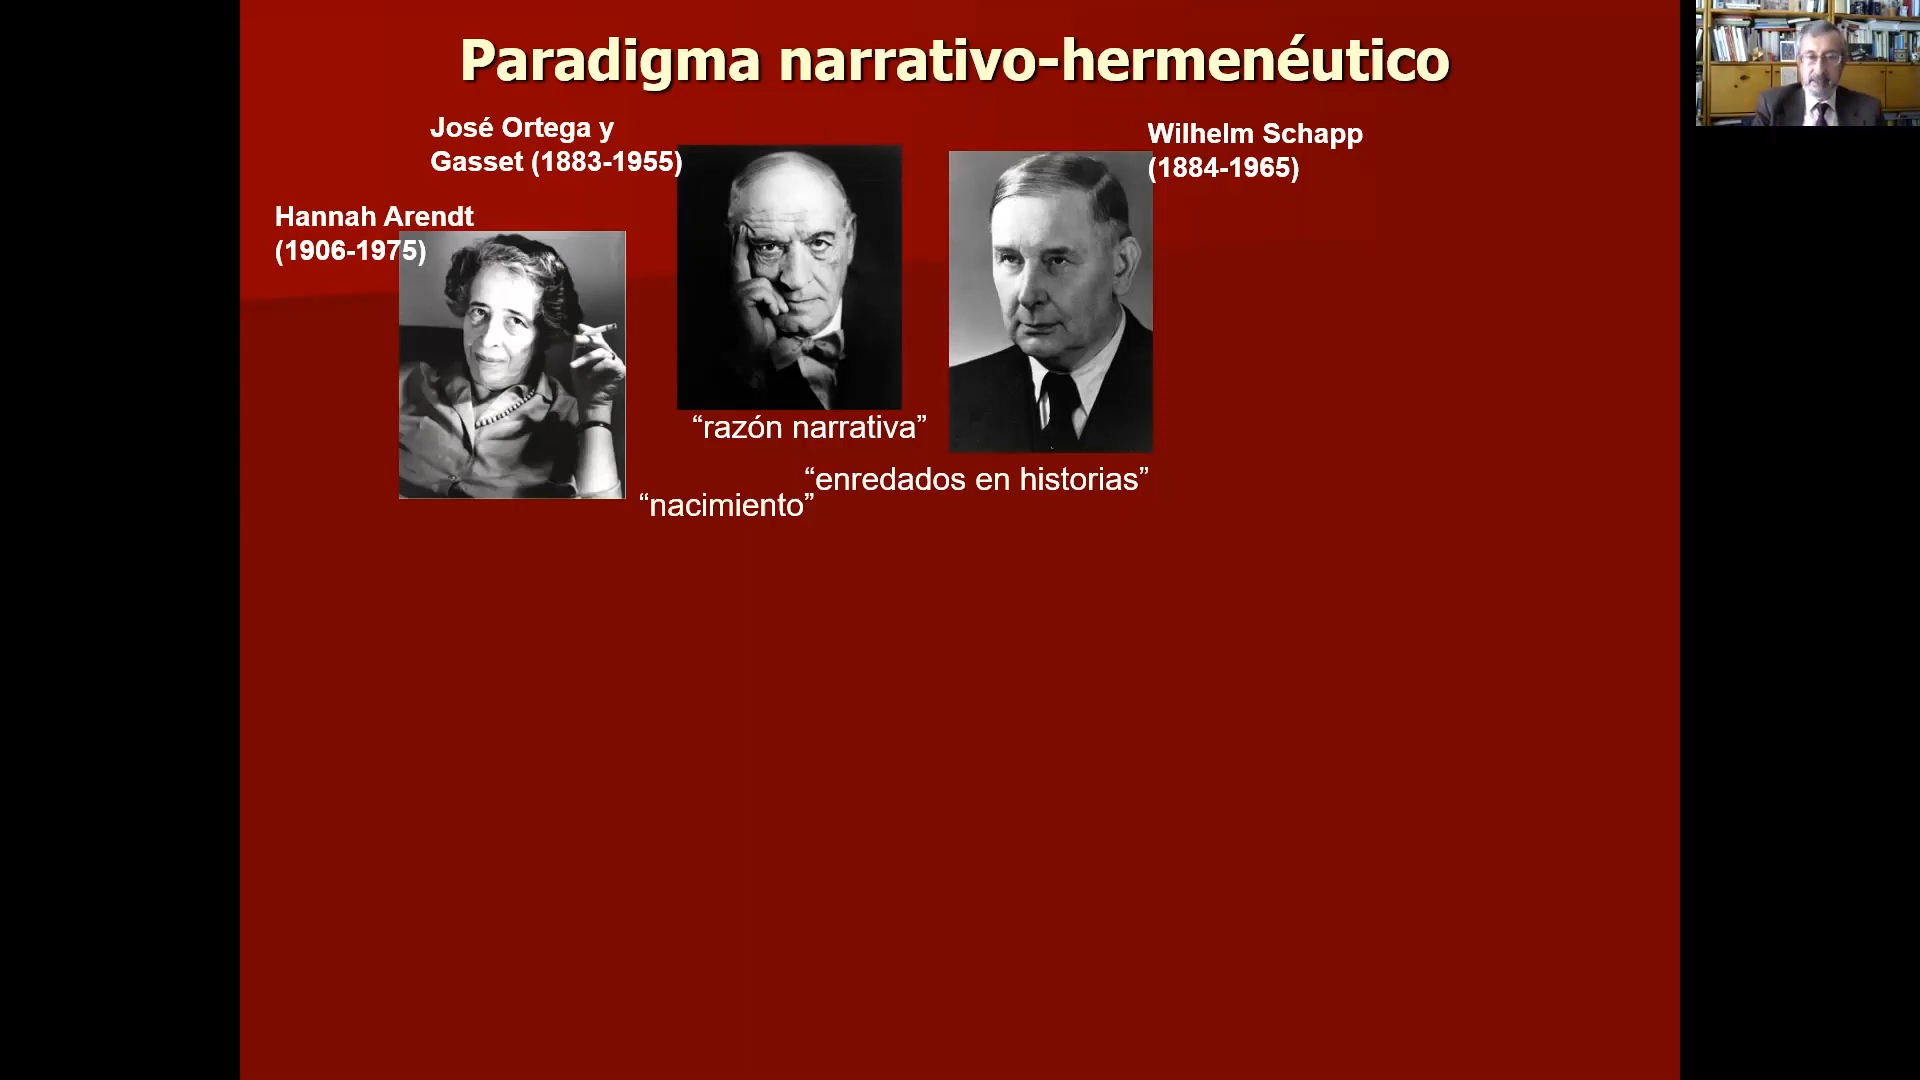 Paradigma narrativo-hermenéutico
José Ortega y
Gasset (1883-1955)
Wilhelm Schapp
(1884-1965)
Hannah Arendt
(1906-1975)
“razón narrativa”
“enredados en historias”
“nacimiento”